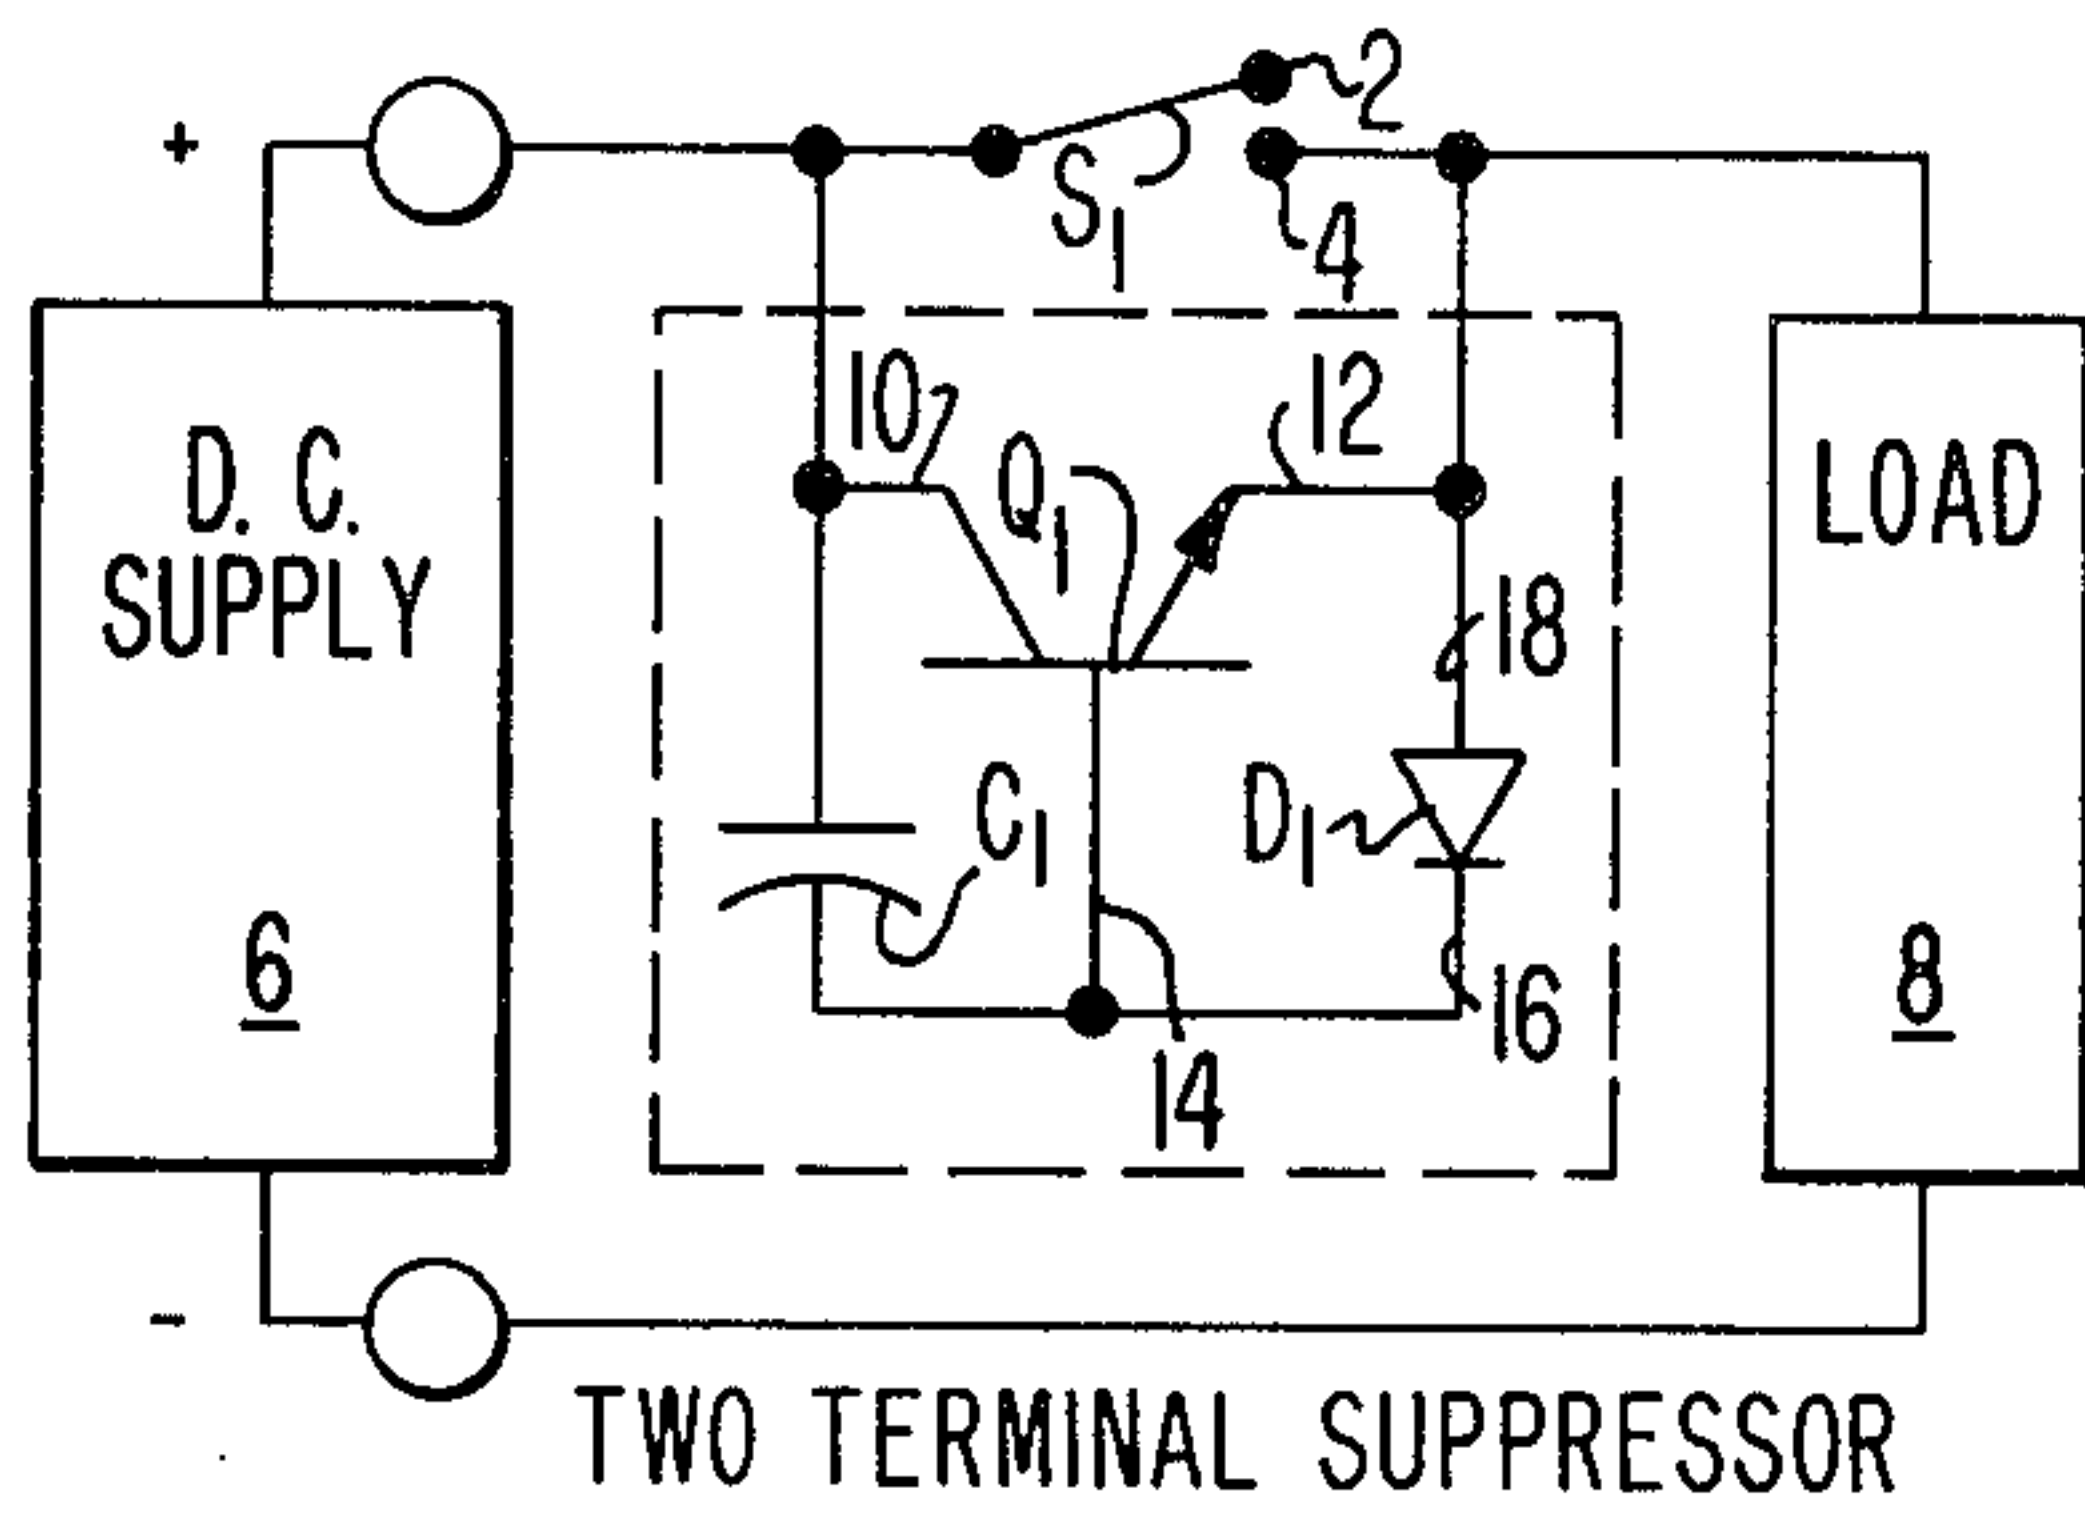 +
2
S1
4
10
12
Q1
D. C.
SUPPLY
LOAD
18
C1
D1
6
8
16
14
-
TWO TERMINAL SUPPRESSOR